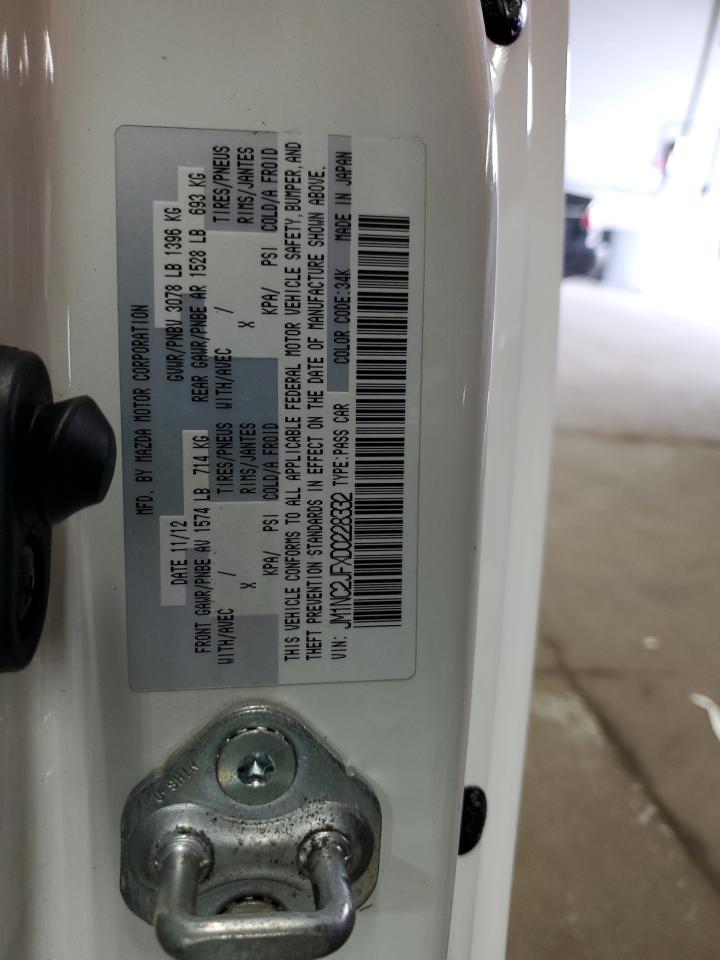 MFD. BY MAZDA MOTOR CORPORATION
DATE 11/12 GVWR/PNBV 3078 LB 1396 KG
FRONT GAWR/PNBE AV 1574 LB 714 KG REAR GAWR/PNBE AR 1528 LB 693 KG
WITH/AVEC / TIRES/PNEUS WITH/AVEC / TIRES/PNEUS
X RIMS/JANTES X RIMS/JANTES
KPA/ PSI COLD/A FROID KPA/ PSI COLD/A FROID
THIS VEHICLE CONFORMS TO ALL APPLICABLE FEDERAL MOTOR VEHICLE SAFETY, BUMPER, AND
THEFT PREVENTION STANDARDS IN EFFECT ON THE DATE OF MANUFACTURE SHOWN ABOVE.
VIN: JM1NC2JFXD0228332 TYPE:PASS CAR COLOR CODE:34K MADE IN JAPAN